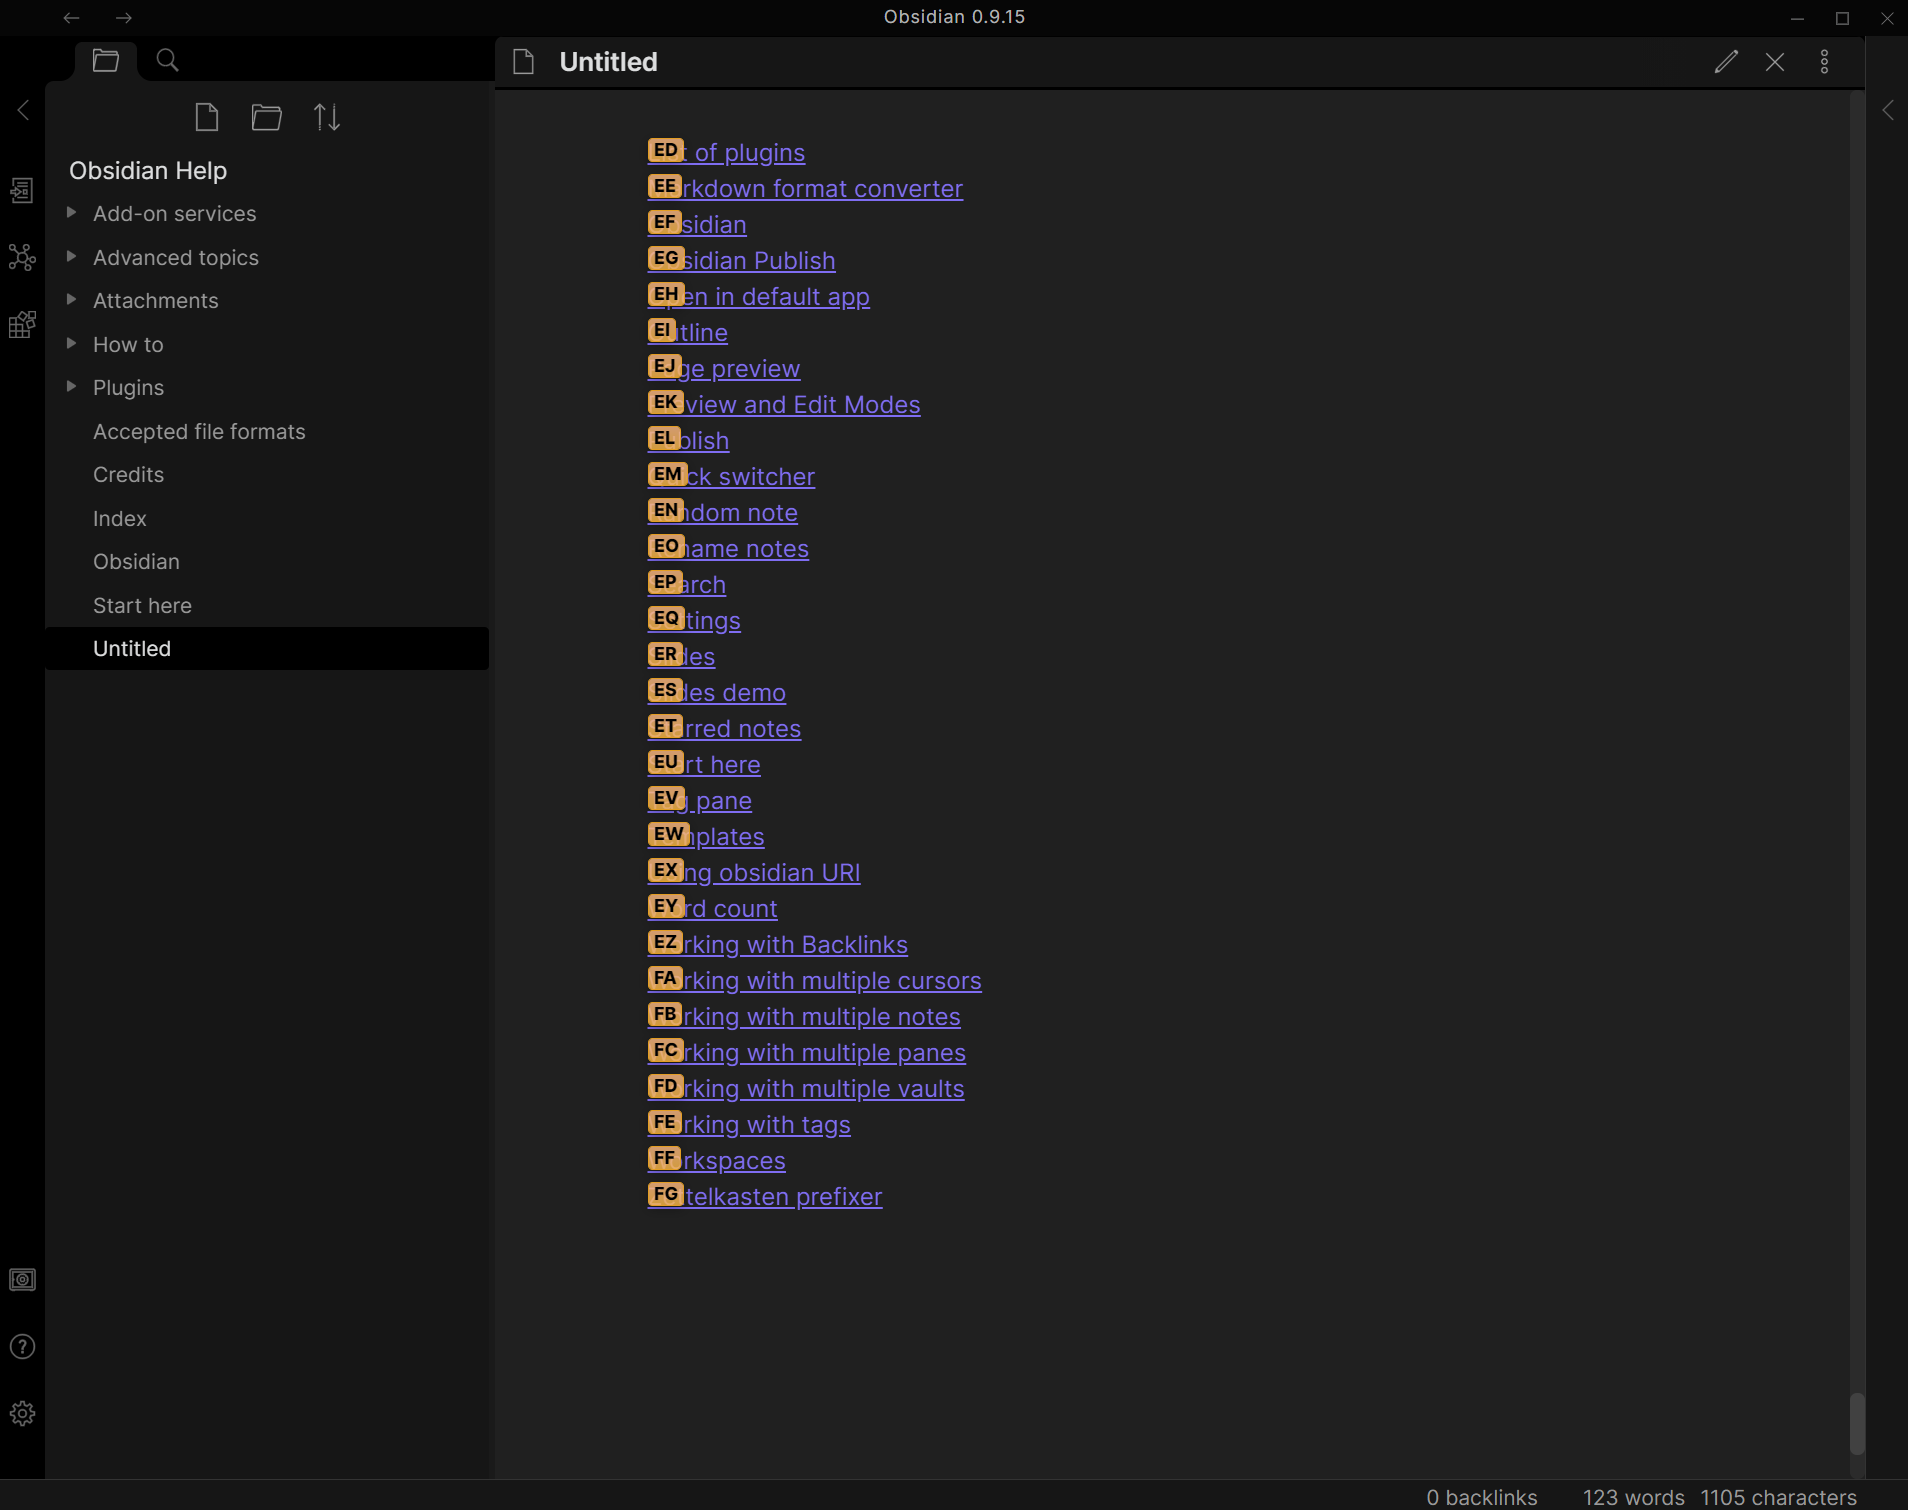 Obsidian 0.9.15
Untitled
Obsidian Help
Add-on services
Advanced topics
Attachments
How to
Plugins
Accepted file formats
Credits
Index
Obsidian
Start here
Untitled
ED of plugins
EE rkdown format converter
EF sidian
EG sidian Publish
EH en in default app
EI tline
EJ ge preview
EK view and Edit Modes
EL blish
EM ck switcher
EN ndom note
EO name notes
EP arch
EQ tings
ER des
ES des demo
ET rred notes
EU rt here
EV g pane
EW plates
EX ng obsidian URI
EY rd count
EZ rking with Backlinks
FA rking with multiple cursors
FB rking with multiple notes
FC rking with multiple panes
FD rking with multiple vaults
FE rking with tags
FF rkspaces
FG telkasten prefixer
0 backlinks 123 words 1105 characters